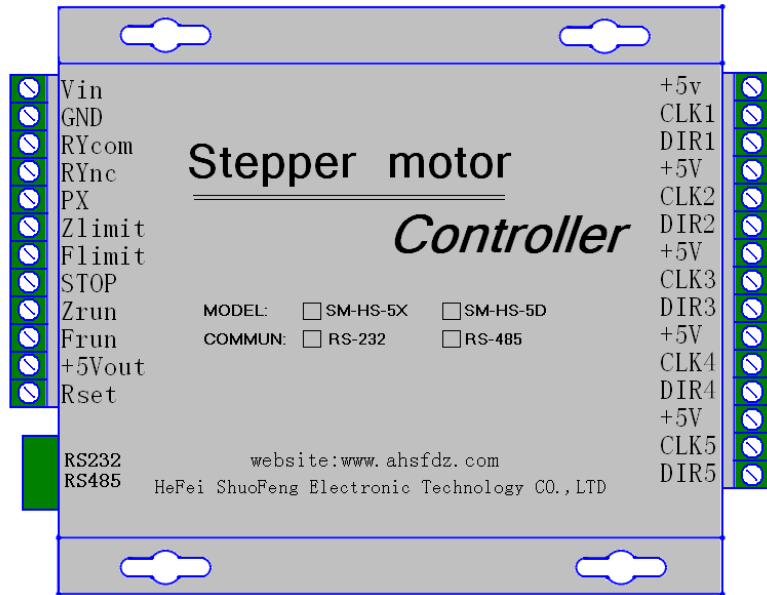 Vin
GND
RYcom
RYnc
PX
Zlimit
Flimit
STOP
Zrun
Frun
+5Vout
Rset
RS232
RS485
Stepper motor
Controller
MODEL: SM-HS-5X SM-HS-5D
COMMUN: RS-232 RS-485
website:www.ahsfdz.com
HeFei ShuoFeng Electronic Technology CO.,LTD
+5v
CLK1
DIR1
+5V
CLK2
DIR2
+5V
CLK3
DIR3
+5V
CLK4
DIR4
+5V
CLK5
DIR5